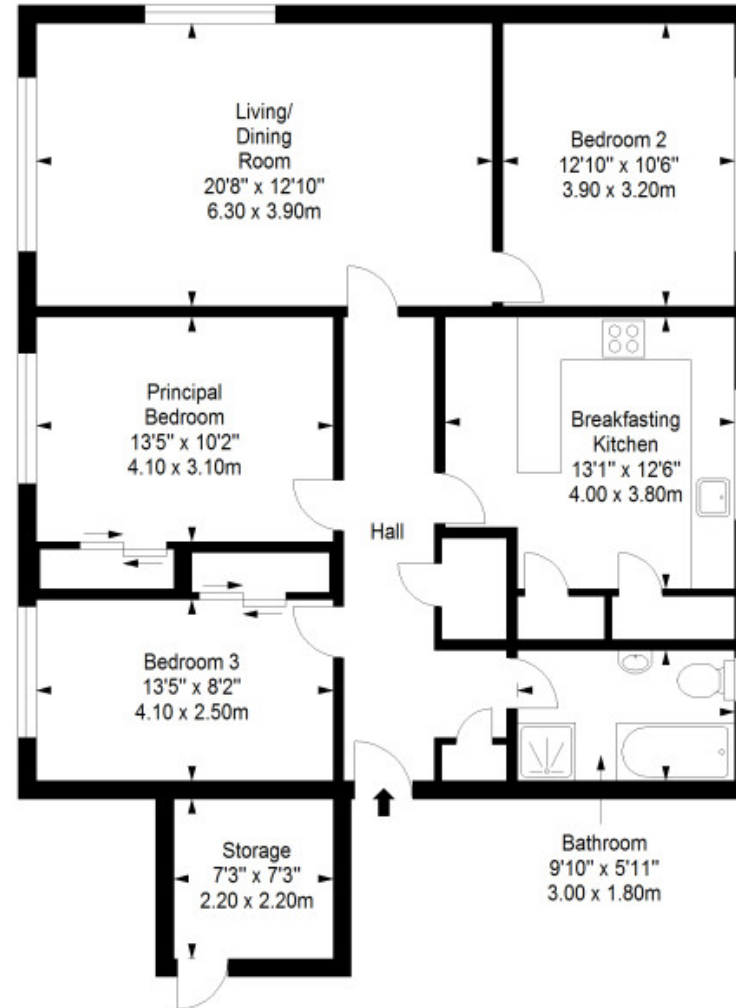 Living/
Dining
Room
20'8" x 12'10"
6.30 x 3.90m
Bedroom 2
12'10" x 10'6"
3.90 x 3.20m
Principal
Bedroom
13'5" x 10'2"
4.10 x 3.10m
Breakfasting
Kitchen
13'1" x 12'6"
4.00 x 3.80m
Hall
Bedroom 3
13'5" x 8'2"
4.10 x 2.50m
Storage
7'3" x 7'3"
2.20 x 2.20m
Bathroom
9'10" x 5'11"
3.00 x 1.80m